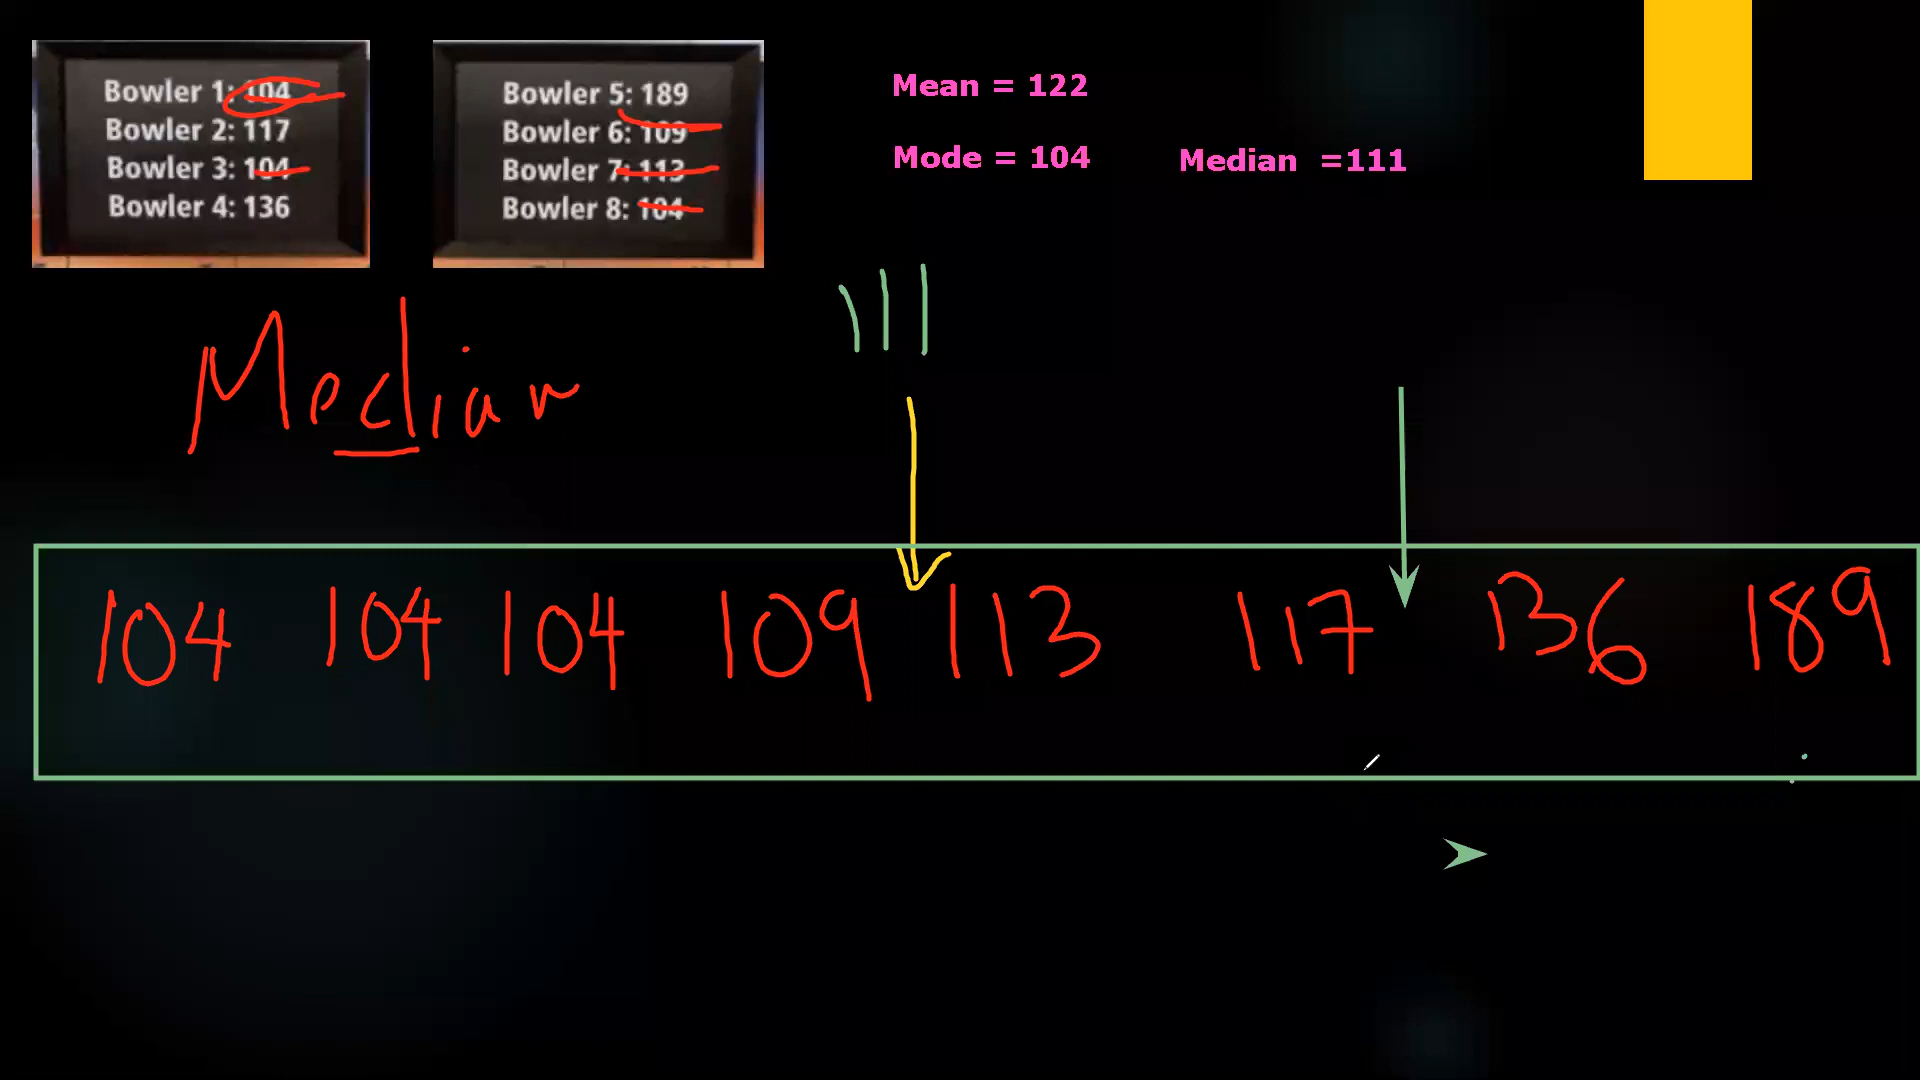 Bowler 1: 104
Bowler 2: 117
Bowler 3: 104
Bowler 4: 136
Bowler 5: 189
Bowler 6: 109
Bowler 7: 113
Bowler 8: 104
Mean = 122
Mode = 104
Median =111
111
Median
104 104 104 109 113 117 136 189